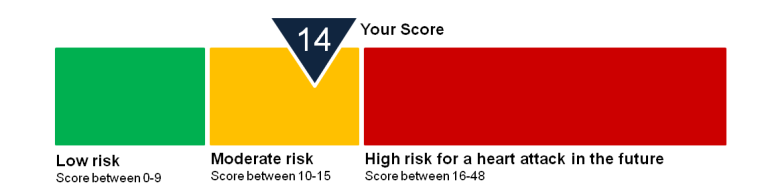 14 Your Score
Low risk
Score between 0-9
Moderate risk
Score between 10-15
High risk for a heart attack in the future
Score between 16-48